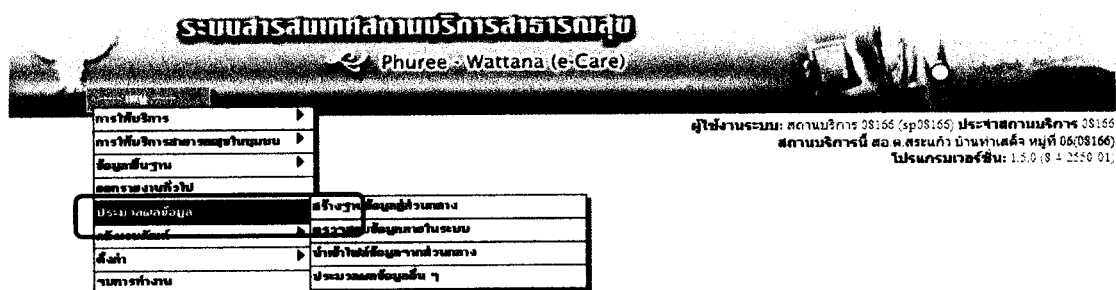 ระบบสารสนเทศสถานบริการสาธารณสุข
Phuree - Wattana (e-Care)
เมนู
ผู้ใช้งานระบบ: สถานบริการ 08166 (sp08166) ประจำสถานบริการ 08166
สถานบริการนี้ สอ.ต.สระแก้ว บ้านท่าเสด็จ หมู่ที่ 06(08166)
โปรแกรมเวอร์ชั่น: 1.5.0 (8-4-2550-01)
การให้บริการ
การให้บริการสาธารณสุขในชุมชน
ข้อมูลพื้นฐาน
ออกรายงานทั่วไป
ประมวลผลข้อมูล
คลังเวชภัณฑ์
ตั้งค่า
จบการทำงาน
สร้างฐานข้อมูลสู่ส่วนกลาง
ตรวจสอบข้อมูลภายในระบบ
นำเข้าไฟล์ข้อมูลจากส่วนกลาง
ประมวลผลข้อมูลอื่น ๆ